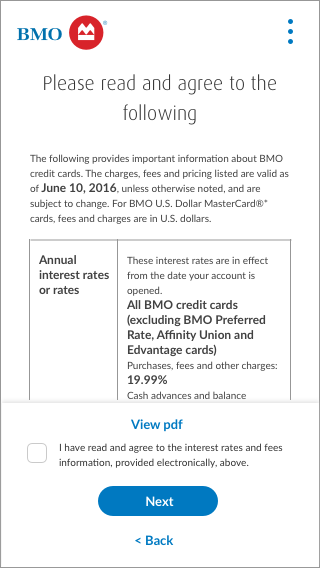 BMO
Please read and agree to the
following
The following provides important information about BMO
credit cards. The charges, fees and pricing listed are valid as
of June 10, 2016, unless otherwise noted, and are
subject to change. For BMO U.S. Dollar MasterCard®*
cards, fees and charges are in U.S. dollars.
Annual
interest rates
or rates
These interest rates are in effect
from the date your account is
opened.
All BMO credit cards
(excluding BMO Preferred
Rate, Affinity Union and
Edvantage cards)
Purchases, fees and other charges:
19.99%
Cash advances and balance
View pdf
I have read and agree to the interest rates and fees
information, provided electronically, above.
Next
< Back